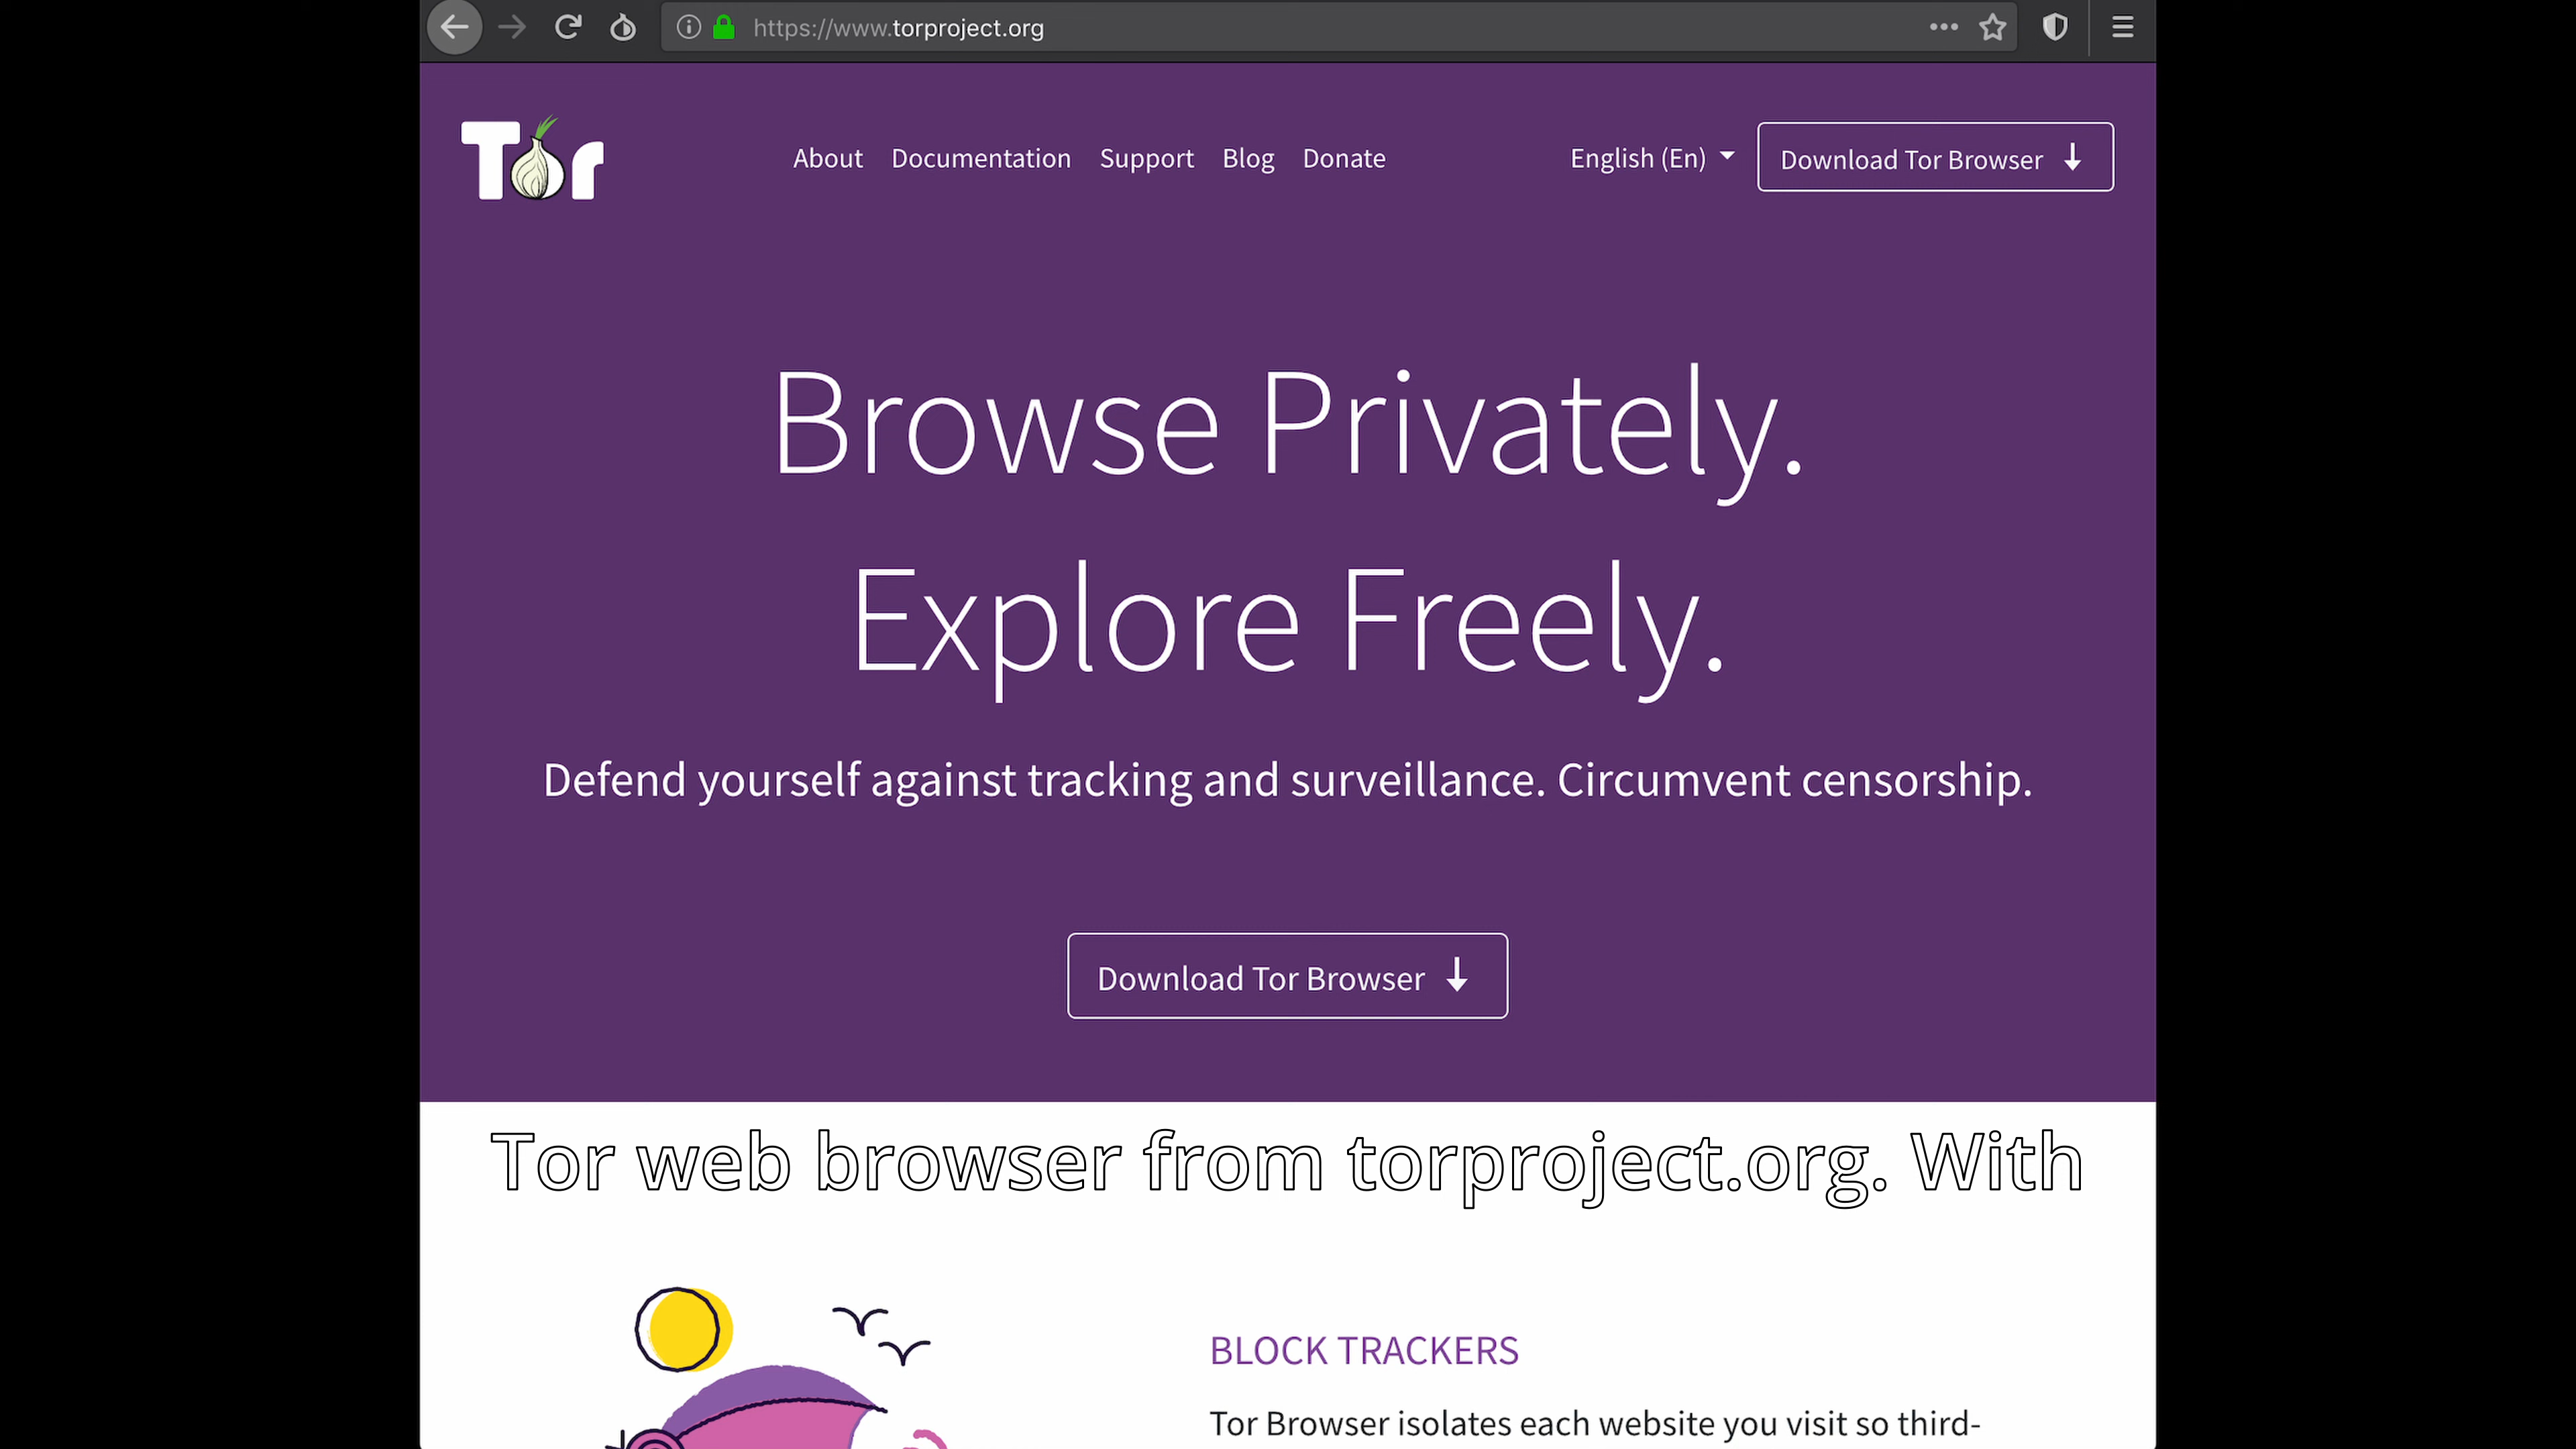 https://www.torproject.org
Tor
About Documentation Support Blog Donate
English (En)
Download Tor Browser
Browse Privately.
Explore Freely.
Defend yourself against tracking and surveillance. Circumvent censorship.
Download Tor Browser
Tor web browser from torproject.org. With
BLOCK TRACKERS
Tor Browser isolates each website you visit so third-